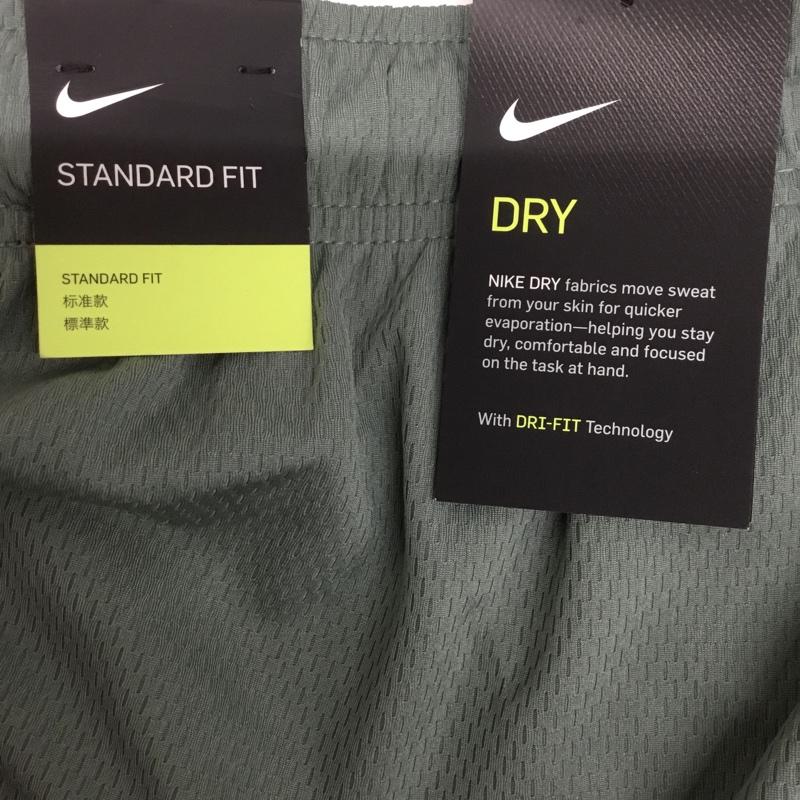 STANDARD FIT
STANDARD FIT
标准款
標準款
DRY
NIKE DRY fabrics move sweat
from your skin for quicker
evaporation—helping you stay
dry, comfortable and focused
on the task at hand.
With DRI-FIT Technology